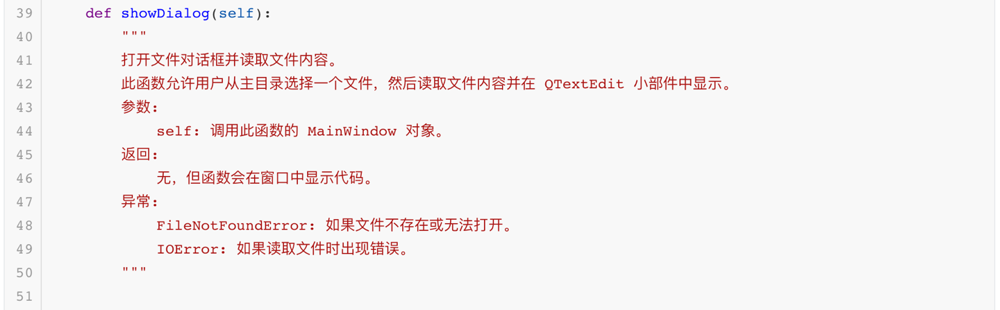 39 def showDialog(self):
40 """
41 打开文件对话框并读取文件内容。
42 此函数允许用户从主目录选择一个文件，然后读取文件内容并在 QTextEdit 小部件中显示。
43 参数:
44 self: 调用此函数的 MainWindow 对象。
45 返回:
46 无，但函数会在窗口中显示代码。
47 异常:
48 FileNotFoundError: 如果文件不存在或无法打开。
49 IOError: 如果读取文件时出现错误。
50 """
51